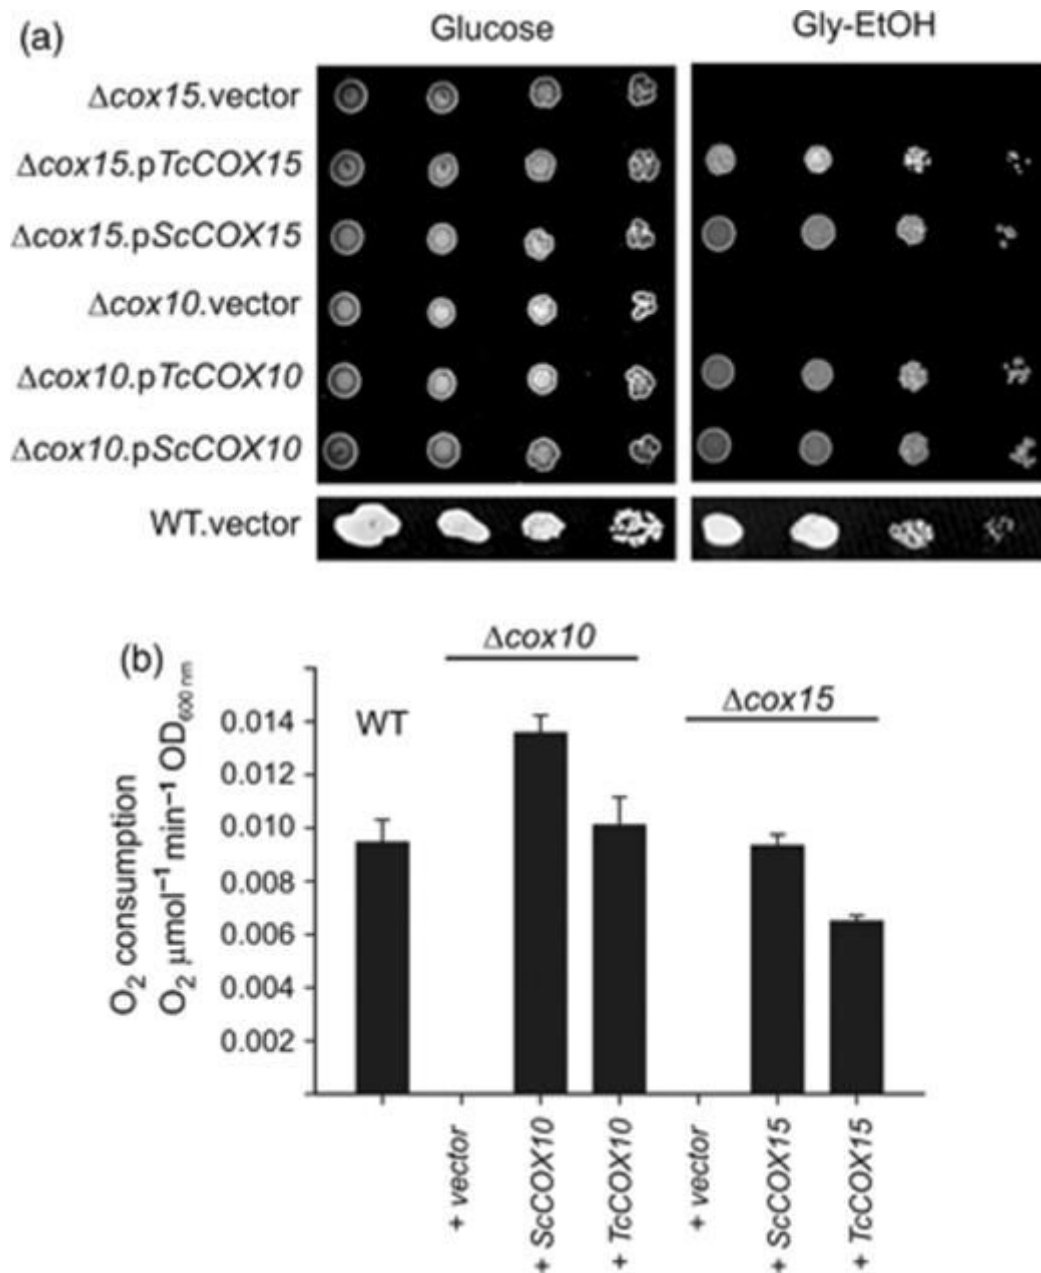 (a)
Glucose Gly-EtOH
Δcox15.vector
Δcox15.pTcCOX15
Δcox15.pScCOX15
Δcox10.vector
Δcox10.pTcCOX10
Δcox10.pScCOX10
WT.vector
(b)
Δcox10
Δcox15
WT
O₂ consumption
O₂ μmol⁻¹ min⁻¹ OD₆₀₀ ₙₘ
0.014
0.012
0.010
0.008
0.006
0.004
0.002
+ vector
+ ScCOX10
+ TcCOX10
+ vector
+ ScCOX15
+ TcCOX15